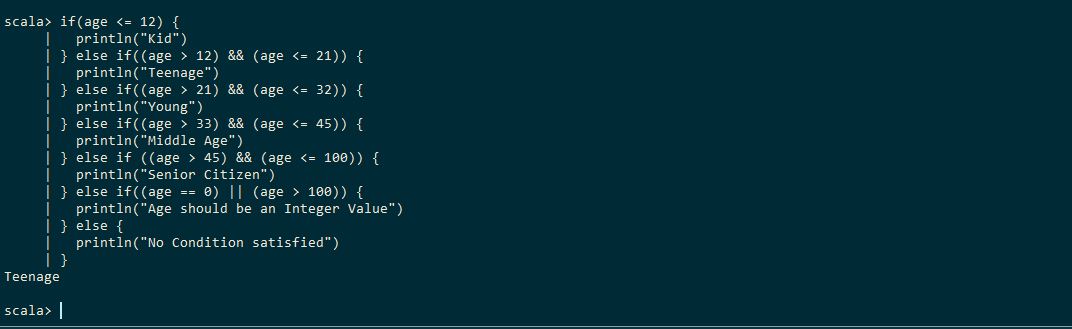 scala> if(age <= 12) {
     |   println("Kid")
     | } else if((age > 12) && (age <= 21)) {
     |   println("Teenage")
     | } else if((age > 21) && (age <= 32)) {
     |   println("Young")
     | } else if((age > 33) && (age <= 45)) {
     |   println("Middle Age")
     | } else if ((age > 45) && (age <= 100)) {
     |   println("Senior Citizen")
     | } else if((age == 0) || (age > 100)) {
     |   println("Age should be an Integer Value")
     | } else {
     |   println("No Condition satisfied")
     | }
Teenage
scala>